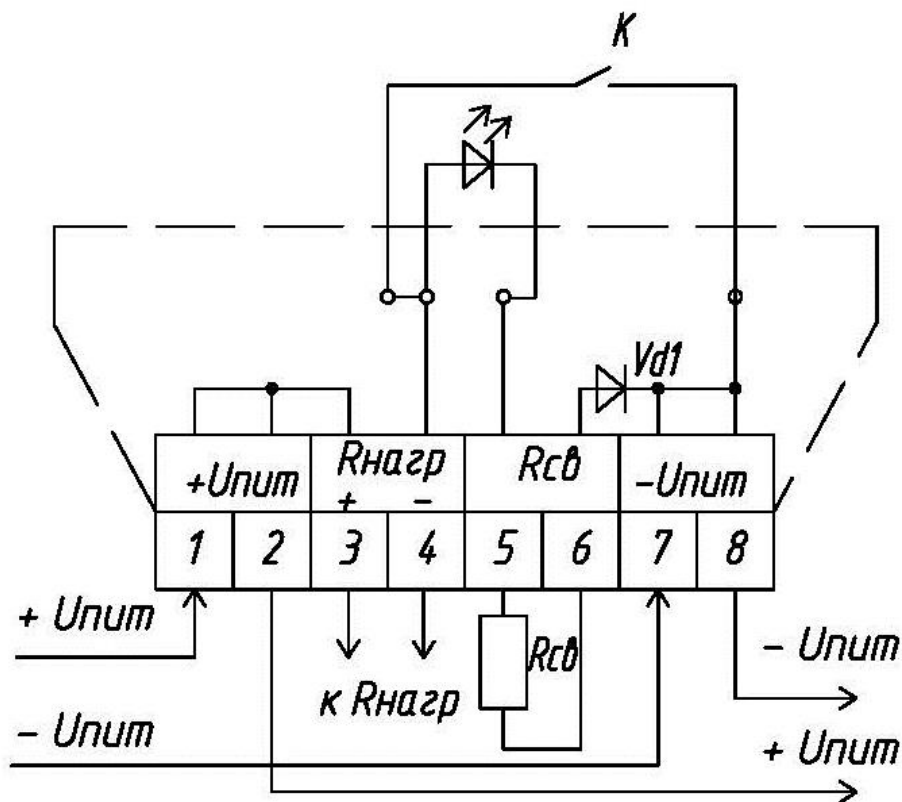 К
Vd1
+Uпит Rнагр Rсв -Uпит
+ -
1 2 3 4 5 6 7 8
+ Uпит
к Rнагр
Rсв
- Uпит
- Uпит
+ Uпит